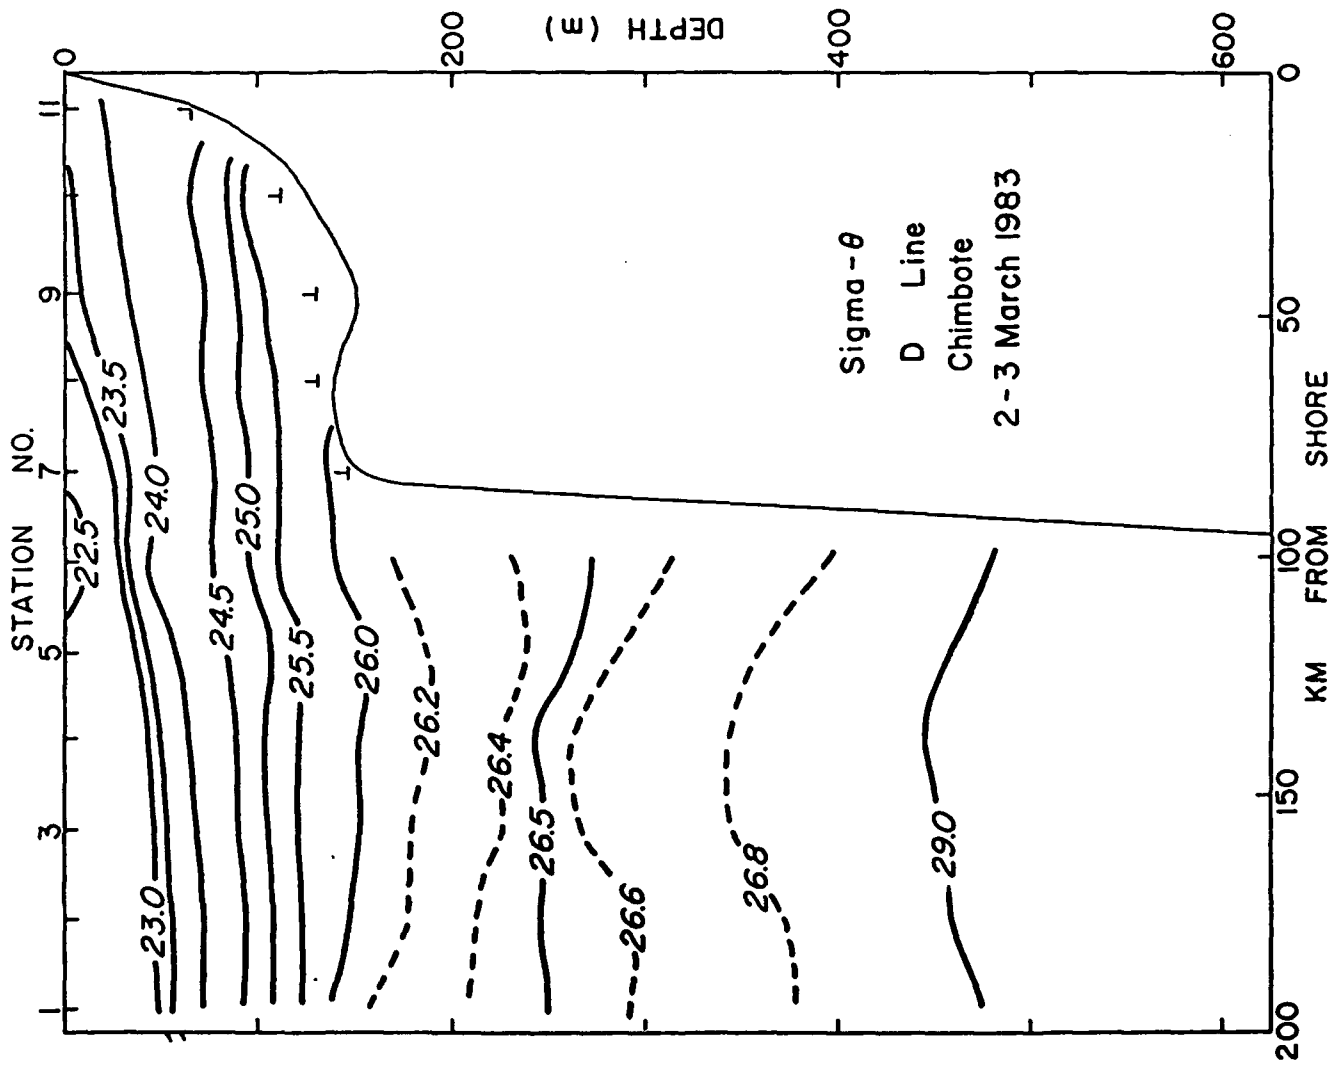 STATION NO.
1 3 5 7 9 11
0
200
400
600
DEPTH (m)
22.5
23.0
23.5
24.0
24.5
25.0
25.5
26.0
26.2
26.4
26.5
26.6
26.8
29.0
Sigma-θ
D Line
Chimbote
2-3 March 1983
200 150 100 50 0
KM FROM SHORE